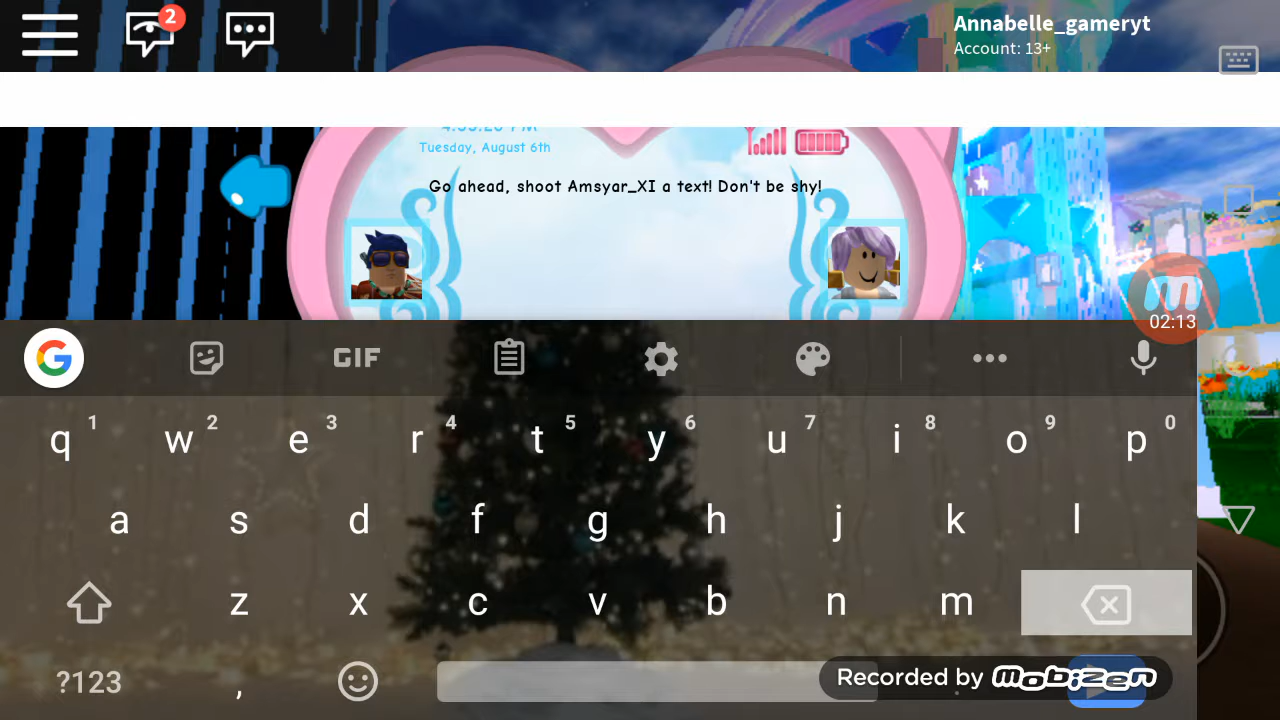 2
Annabelle_gameryt
Account: 13+
Tuesday, August 6th
Go ahead, shoot Amsyar_XI a text! Don't be shy!
02:13
G
GIF
1 2 3 4 5 6 7 8 9 0
q w e r t y u i o p
a s d f g h j k l
z x c v b n m
?123 , .
Recorded by mobizen